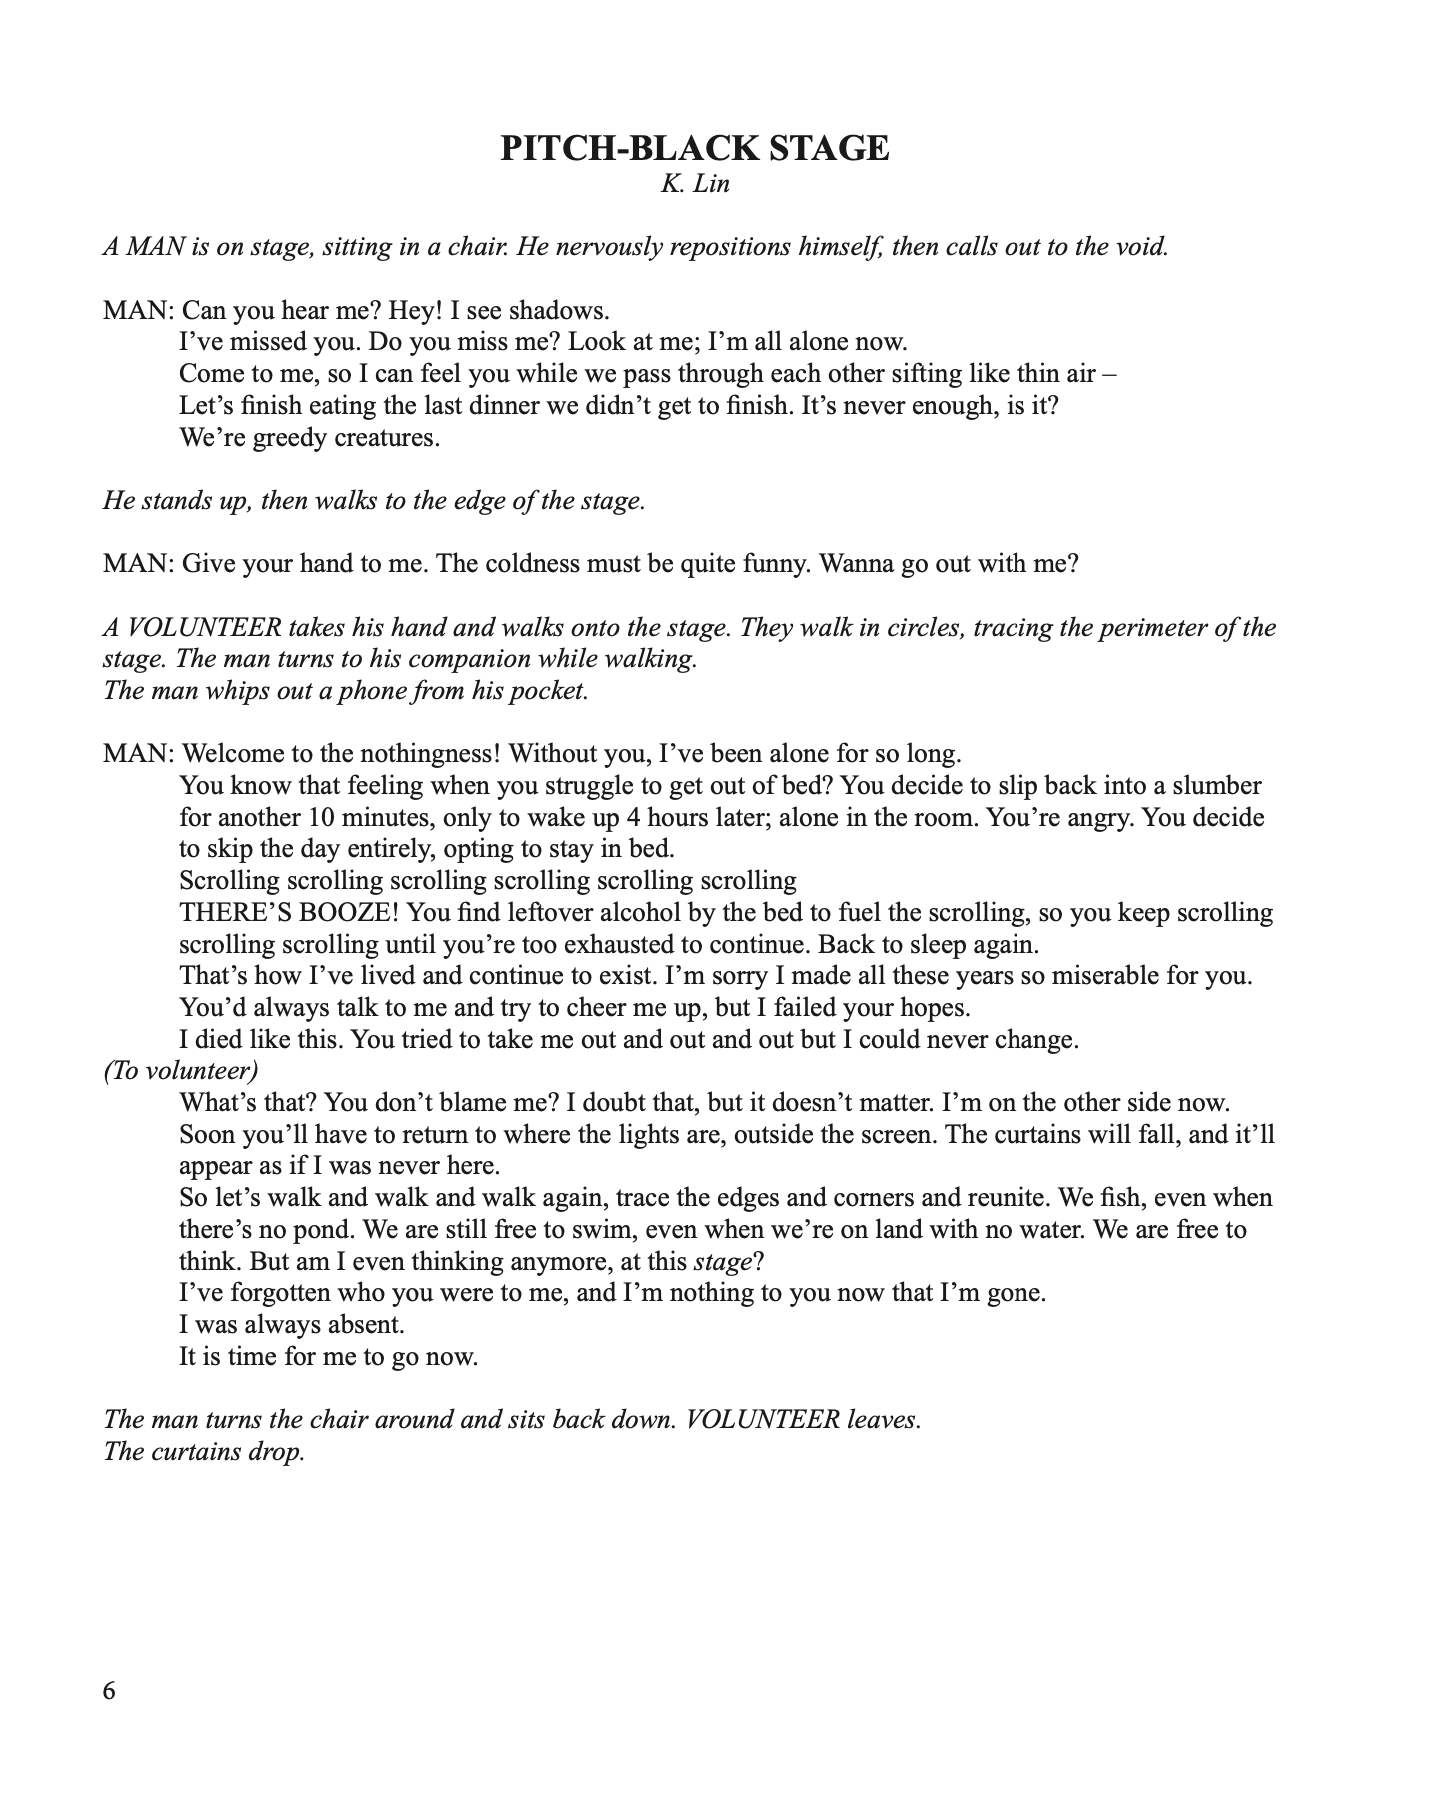 PITCH-BLACK STAGE
K. Lin
A MAN is on stage, sitting in a chair. He nervously repositions himself, then calls out to the void.
MAN: Can you hear me? Hey! I see shadows.
I’ve missed you. Do you miss me? Look at me; I’m all alone now.
Come to me, so I can feel you while we pass through each other sifting like thin air –
Let’s finish eating the last dinner we didn’t get to finish. It’s never enough, is it?
We’re greedy creatures.
He stands up, then walks to the edge of the stage.
MAN: Give your hand to me. The coldness must be quite funny. Wanna go out with me?
A VOLUNTEER takes his hand and walks onto the stage. They walk in circles, tracing the perimeter of the
stage. The man turns to his companion while walking.
The man whips out a phone from his pocket.
MAN: Welcome to the nothingness! Without you, I’ve been alone for so long.
You know that feeling when you struggle to get out of bed? You decide to slip back into a slumber
for another 10 minutes, only to wake up 4 hours later; alone in the room. You’re angry. You decide
to skip the day entirely, opting to stay in bed.
Scrolling scrolling scrolling scrolling scrolling scrolling
THERE’S BOOZE! You find leftover alcohol by the bed to fuel the scrolling, so you keep scrolling
scrolling scrolling until you’re too exhausted to continue. Back to sleep again.
That’s how I’ve lived and continue to exist. I’m sorry I made all these years so miserable for you.
You’d always talk to me and try to cheer me up, but I failed your hopes.
I died like this. You tried to take me out and out and out but I could never change.
(To volunteer)
What’s that? You don’t blame me? I doubt that, but it doesn’t matter. I’m on the other side now.
Soon you’ll have to return to where the lights are, outside the screen. The curtains will fall, and it’ll
appear as if I was never here.
So let’s walk and walk and walk again, trace the edges and corners and reunite. We fish, even when
there’s no pond. We are still free to swim, even when we’re on land with no water. We are free to
think. But am I even thinking anymore, at this stage?
I’ve forgotten who you were to me, and I’m nothing to you now that I’m gone.
I was always absent.
It is time for me to go now.
The man turns the chair around and sits back down. VOLUNTEER leaves.
The curtains drop.
6